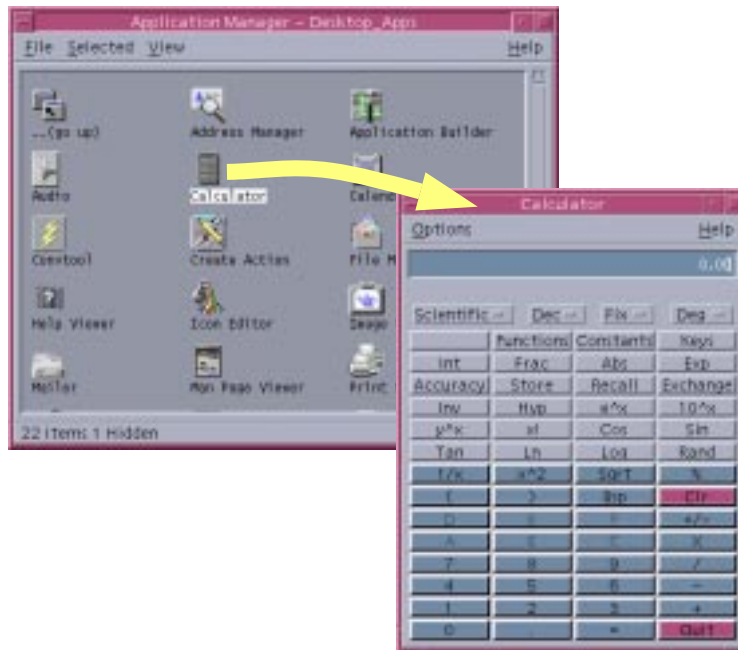 Application Manager - Desktop_Apps
File Selected View Help
..(go up) Address Manager Application Builder
Audio Calculator Calend
Create Action File M
Help Viewer Icon Editor Image
Mailer Man Page Viewer Print
22 Items 1 Hidden
Calculator
Options Help
0.00
Scientific Dec Fix Deg
Functions Constants Keys
Int Frac Abs Exp
Accuracy Store Recall Exchange
Inv Hyp e^x 10^x
y^x x! Cos Sin
Tan Ln Log Rand
1/x x^2 Sqrt %
( ) Bsp Clr
D E F +/-
A B C X
7 8 9 /
4 5 6 -
1 2 3 +
0 . = Quit